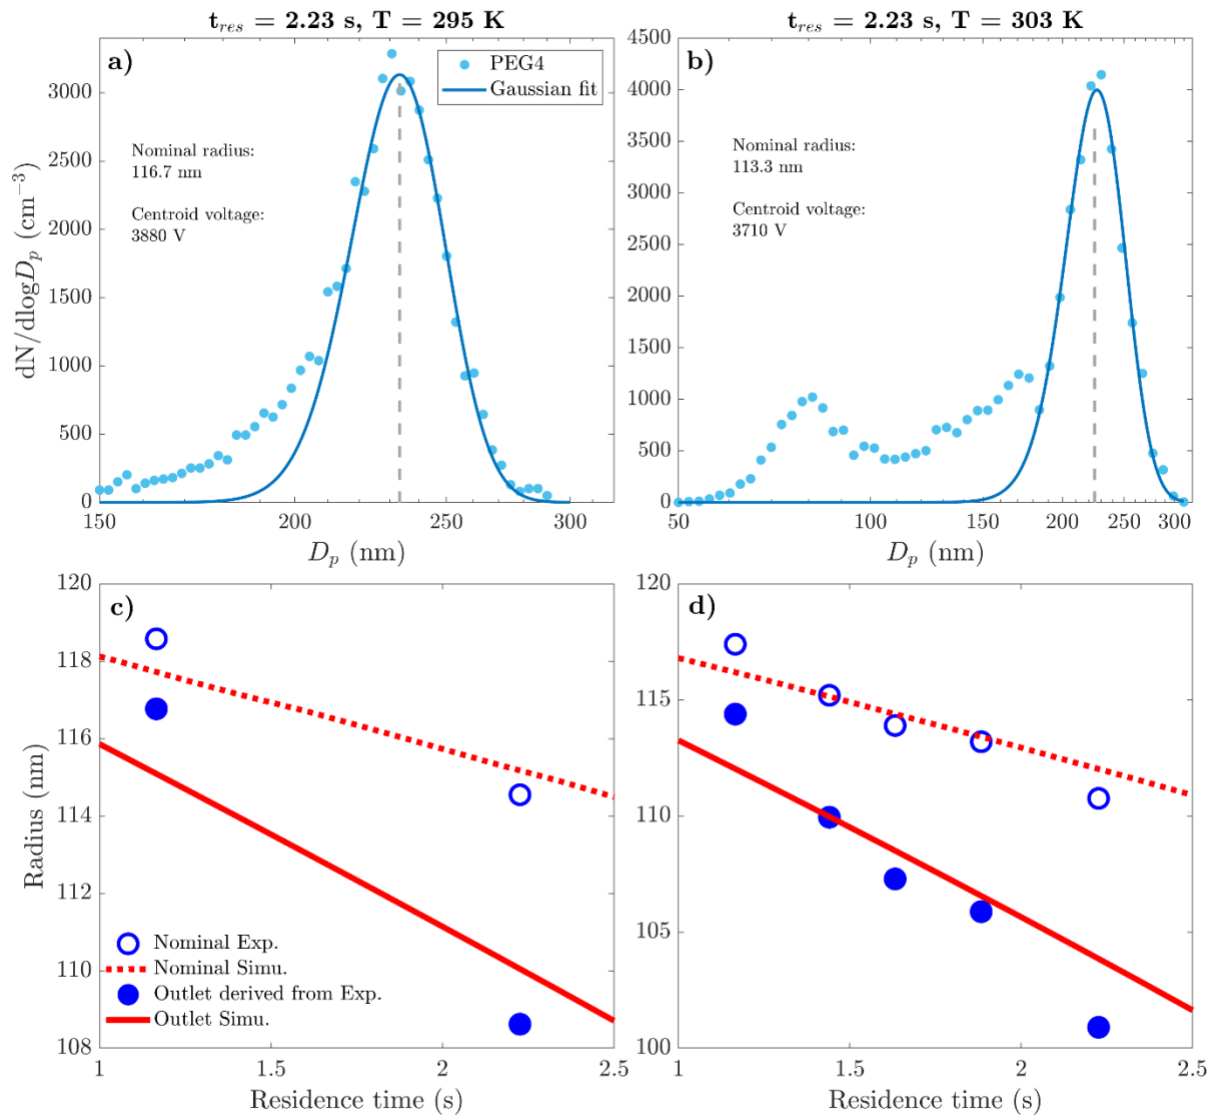 t_res = 2.23 s, T = 295 K
t_res = 2.23 s, T = 303 K
a)
PEG4
Gaussian fit
Nominal radius:
116.7 nm
Centroid voltage:
3880 V
3000
2500
2000
1500
1000
500
0
dN/dlogD_p (cm^−3)
150
200
250
300
D_p (nm)
b)
Nominal radius:
113.3 nm
Centroid voltage:
3710 V
4500
4000
3500
3000
2500
2000
1500
1000
500
0
50
100
150
200
250
300
D_p (nm)
c)
120
118
116
114
112
110
108
Radius (nm)
Nominal Exp.
Nominal Simu.
Outlet derived from Exp.
Outlet Simu.
1
1.5
2
2.5
Residence time (s)
d)
120
115
110
105
100
1
1.5
2
2.5
Residence time (s)